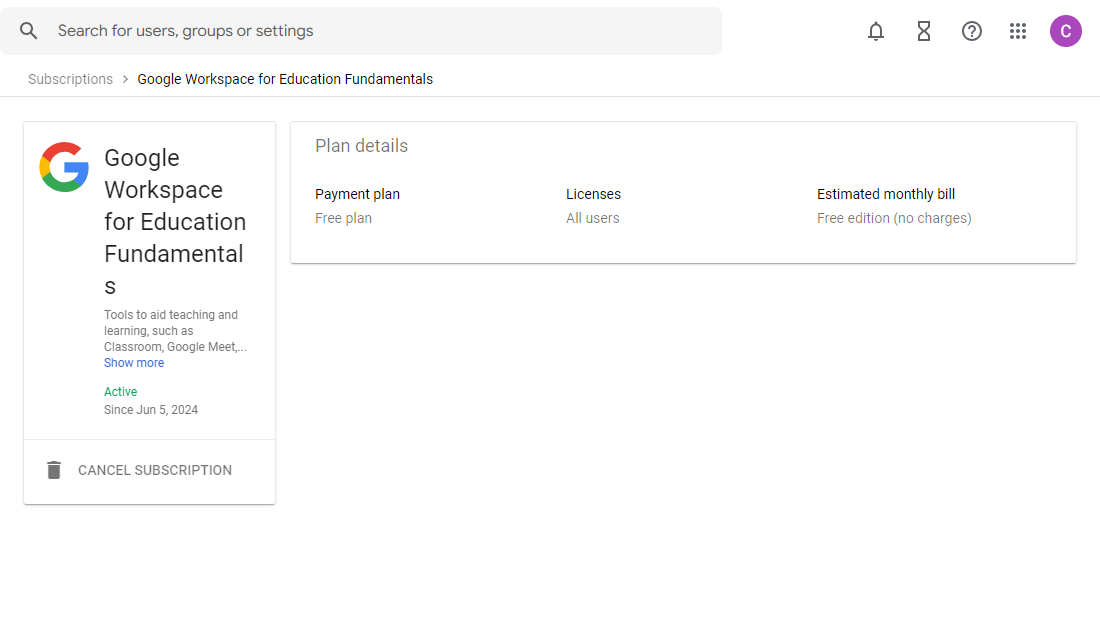 Search for users, groups or settings
C
Subscriptions > Google Workspace for Education Fundamentals
Google
Workspace
for Education
Fundamental
s
Tools to aid teaching and
learning, such as
Classroom, Google Meet,...
Show more
Active
Since Jun 5, 2024
CANCEL SUBSCRIPTION
Plan details
Payment plan
Free plan
Licenses
All users
Estimated monthly bill
Free edition (no charges)